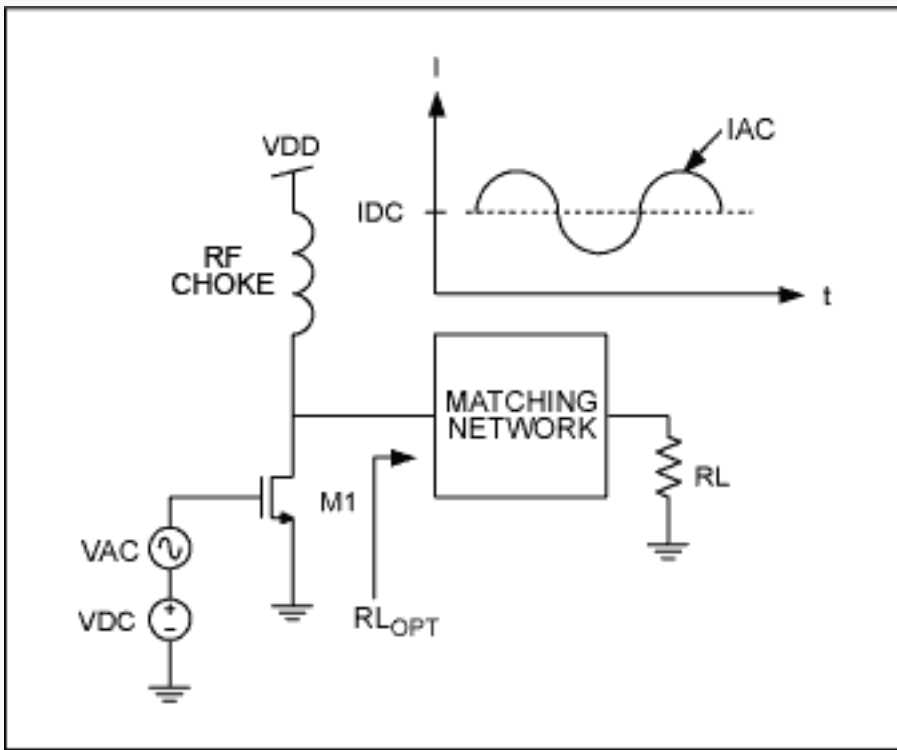 I
IAC
VDD
IDC
RF
CHOKE
t
MATCHING
NETWORK
RL
M1
VAC
VDC
+
−
RLOPT